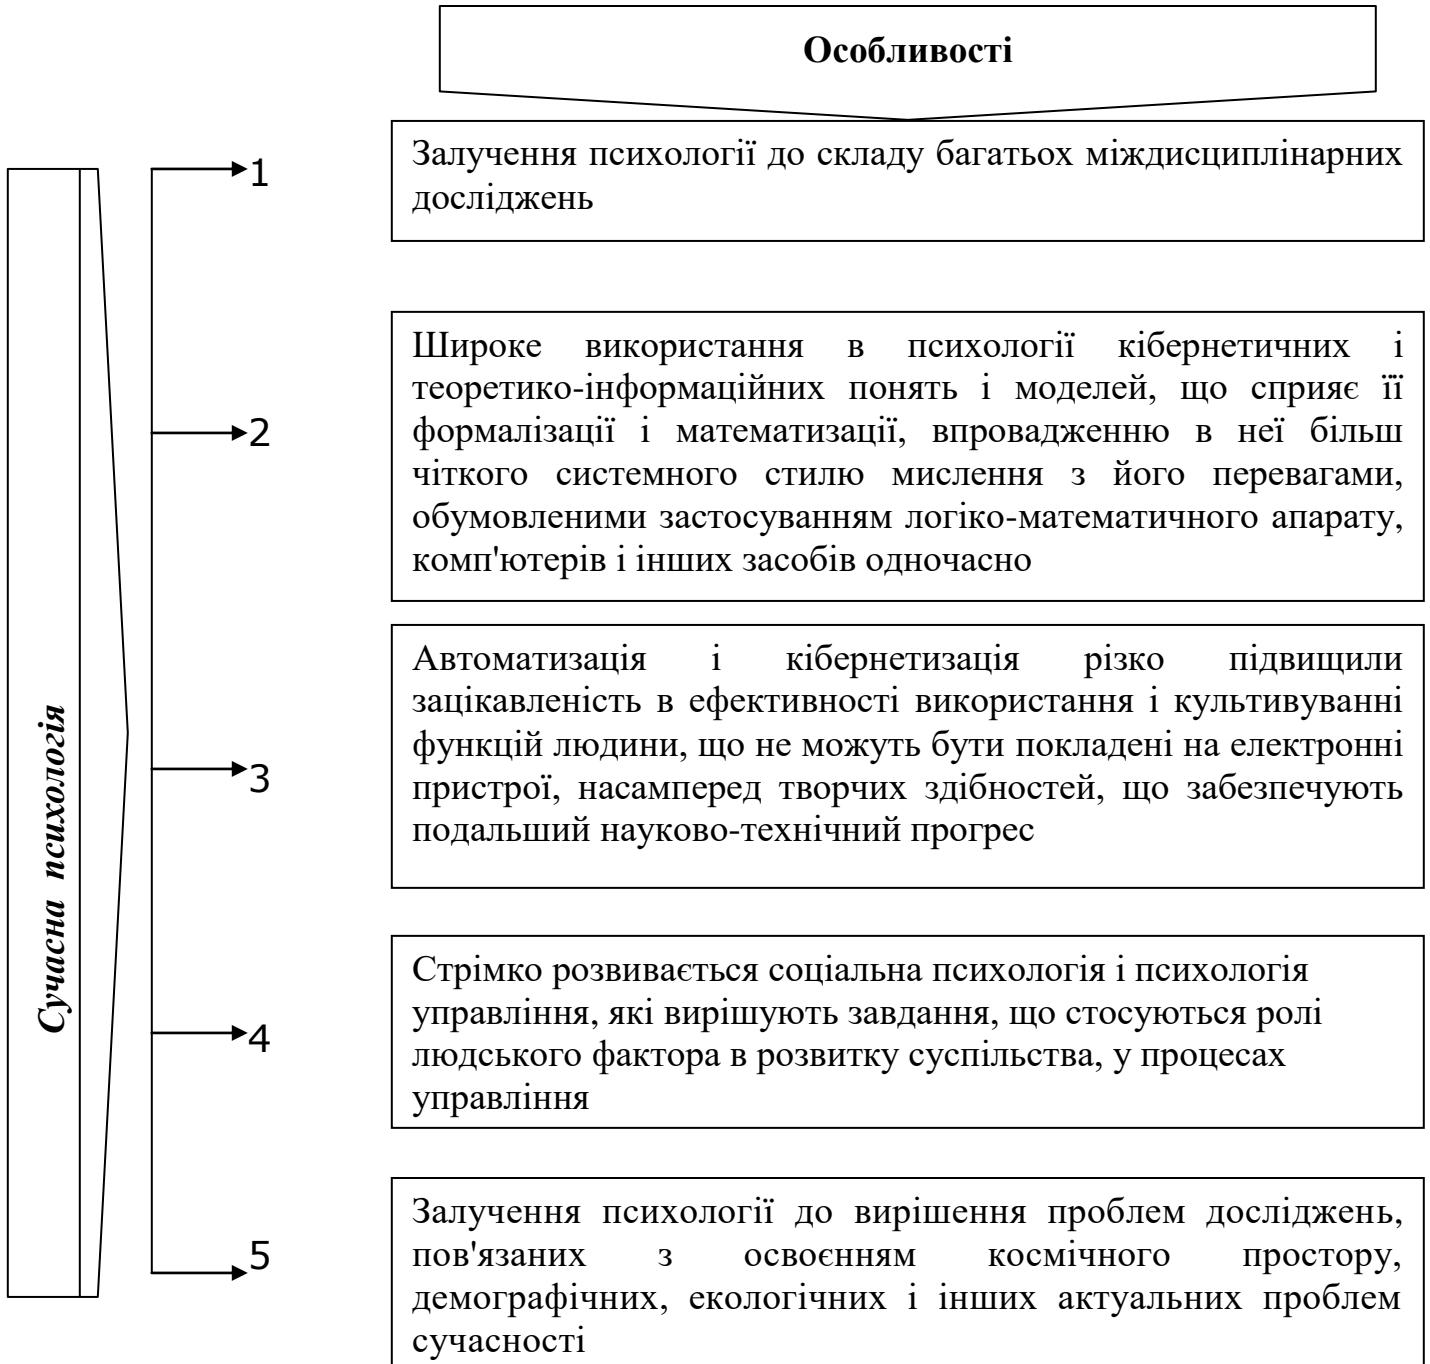 Особливості
Сучасна психологія
1
Залучення психології до складу багатьох міждисциплінарних
досліджень
2
Широке використання в психології кібернетичних і
теоретико-інформаційних понять і моделей, що сприяє її
формалізації і математизації, впровадженню в неї більш
чіткого системного стилю мислення з його перевагами,
обумовленими застосуванням логіко-математичного апарату,
комп'ютерів і інших засобів одночасно
3
Автоматизація і кібернетизація різко підвищили
зацікавленість в ефективності використання і культивуванні
функцій людини, що не можуть бути покладені на електронні
пристрої, насамперед творчих здібностей, що забезпечують
подальший науково-технічний прогрес
4
Стрімко розвивається соціальна психологія і психологія
управління, які вирішують завдання, що стосуються ролі
людського фактора в розвитку суспільства, у процесах
управління
5
Залучення психології до вирішення проблем досліджень,
пов'язаних з освоєнням космічного простору,
демографічних, екологічних і інших актуальних проблем
сучасності